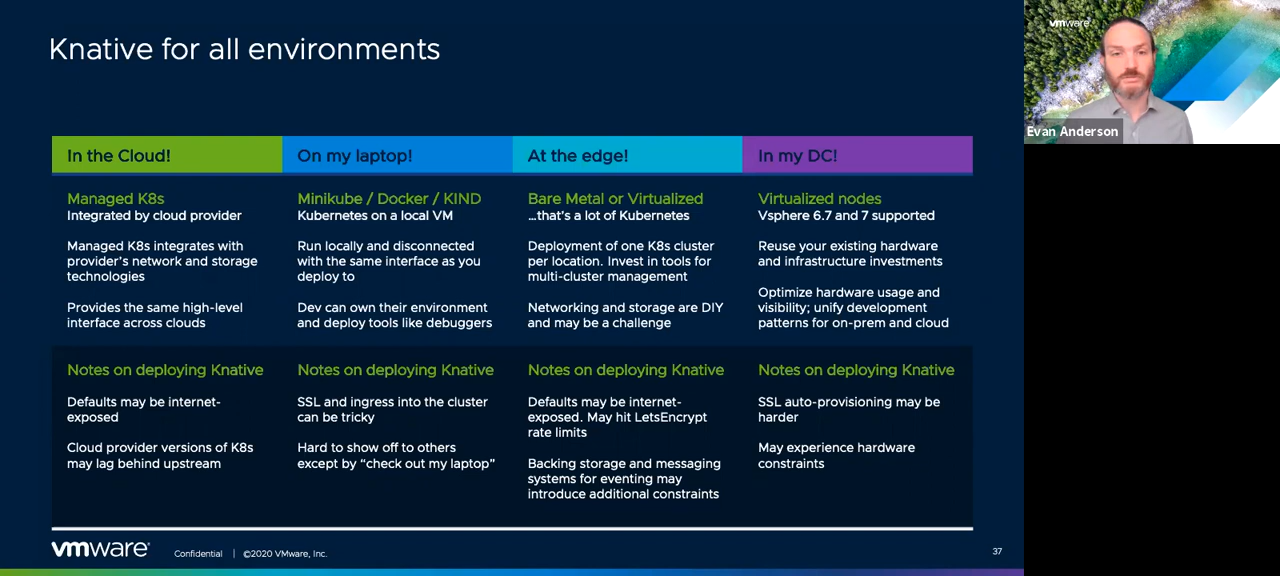 Knative for all environments
In the Cloud!
Managed K8s
Integrated by cloud provider
Managed K8s integrates with
provider's network and storage
technologies
Provides the same high-level
interface across clouds
Notes on deploying Knative
Defaults may be internet-
exposed
Cloud provider versions of K8s
may lag behind upstream
On my laptop!
Minikube / Docker / KIND
Kubernetes on a local VM
Run locally and disconnected
with the same interface as you
deploy to
Dev can own their environment
and deploy tools like debuggers
Notes on deploying Knative
SSL and ingress into the cluster
can be tricky
Hard to show off to others
except by “check out my laptop”
At the edge!
Bare Metal or Virtualized
...that's a lot of Kubernetes
Deployment of one K8s cluster
per location. Invest in tools for
multi-cluster management
Networking and storage are DIY
and may be a challenge
Notes on deploying Knative
Defaults may be internet-
exposed. May hit LetsEncrypt
rate limits
Backing storage and messaging
systems for eventing may
introduce additional constraints
In my DC!
Virtualized nodes
Vsphere 6.7 and 7 supported
Reuse your existing hardware
and infrastructure investments
Optimize hardware usage and
visibility; unify development
patterns for on-prem and cloud
Notes on deploying Knative
SSL auto-provisioning may be
harder
May experience hardware
constraints
vmware®
Confidential | ©2020 VMware, Inc.
37
vmware
Evan Anderson